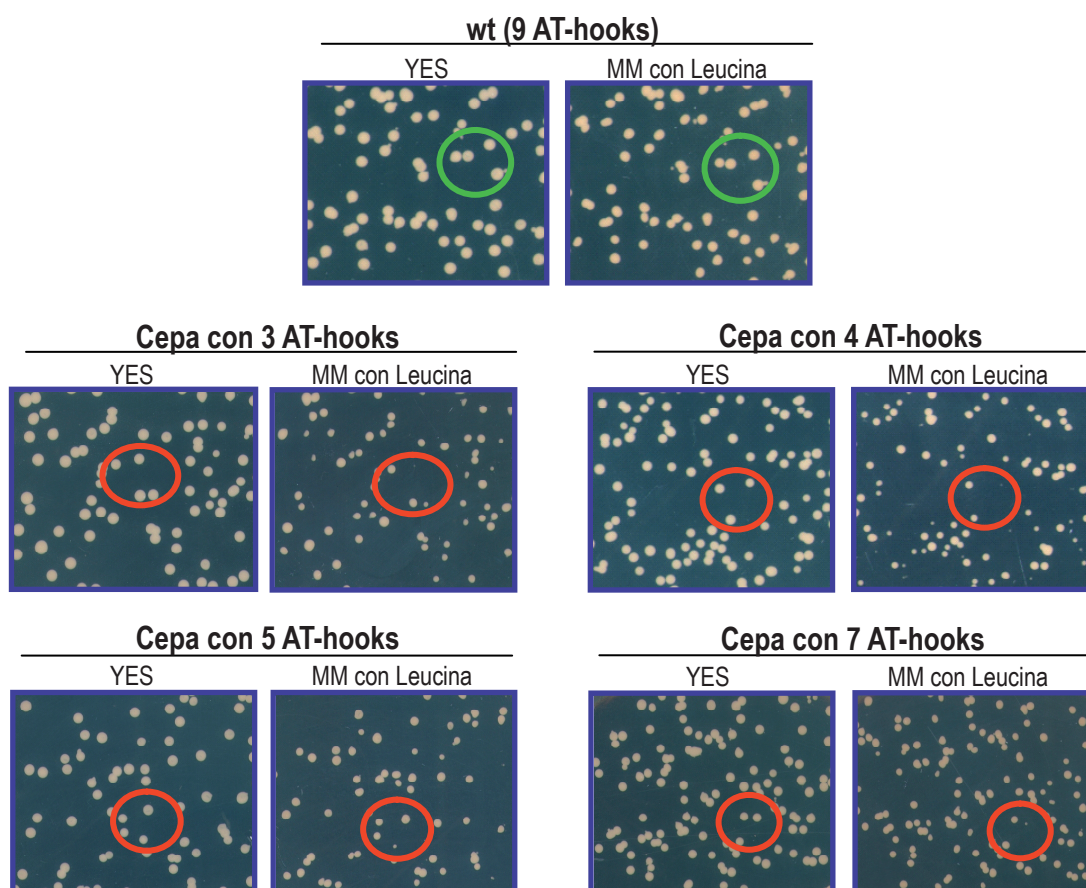 wt (9 AT-hooks)
YES
MM con Leucina
Cepa con 3 AT-hooks
YES
MM con Leucina
Cepa con 4 AT-hooks
YES
MM con Leucina
Cepa con 5 AT-hooks
YES
MM con Leucina
Cepa con 7 AT-hooks
YES
MM con Leucina